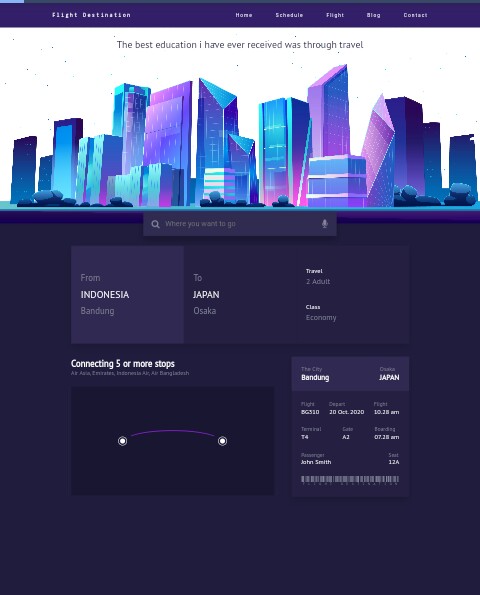 Flight Destination
Home Schedule Flight Blog Contact
The best education i have ever received was through travel
Where you want to go
From
INDONESIA
Bandung
To
JAPAN
Osaka
Travel
2 Adult
Class
Economy
Connecting 5 or more stops
Air Asia, Emirates, Indonesia Air, Air Bangladesh
The City Osaka
Bandung JAPAN
Flight Depart Flight
BG310 20 Oct. 2020 10.28 am
Terminal Gate Boarding
T4 A2 07.28 am
Passenger Seat
John Smith 12A
FLIGHT DESTINATION